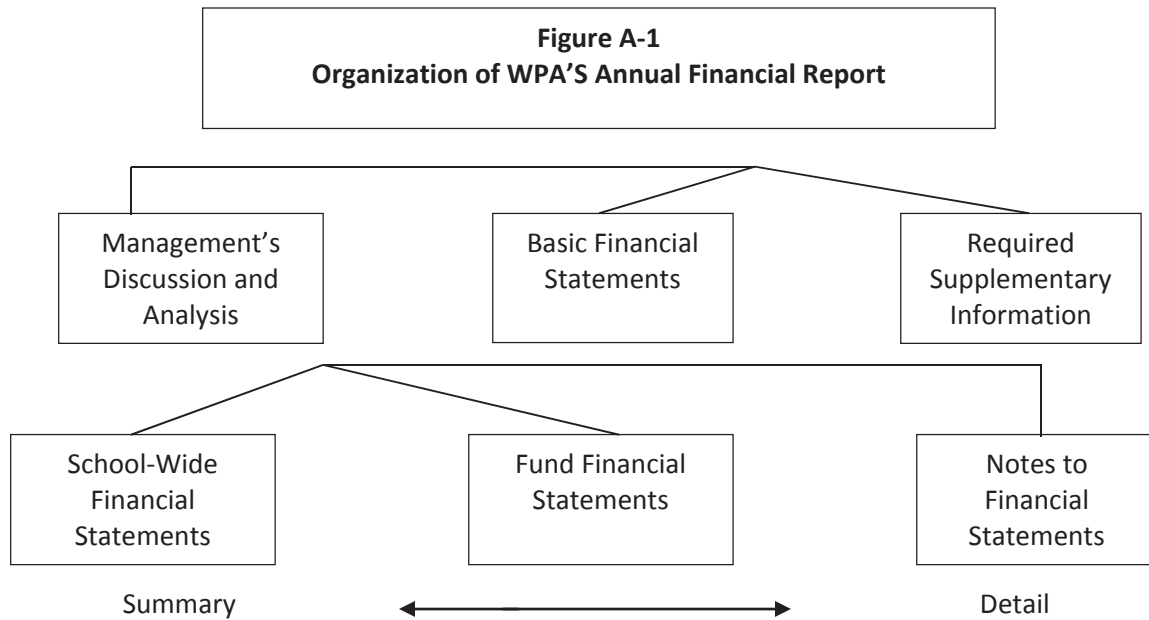 Figure A-1
Organization of WPA’S Annual Financial Report
Management’s
Discussion and
Analysis
Basic Financial
Statements
Required
Supplementary
Information
School-Wide
Financial
Statements
Fund Financial
Statements
Notes to
Financial
Statements
Summary
Detail